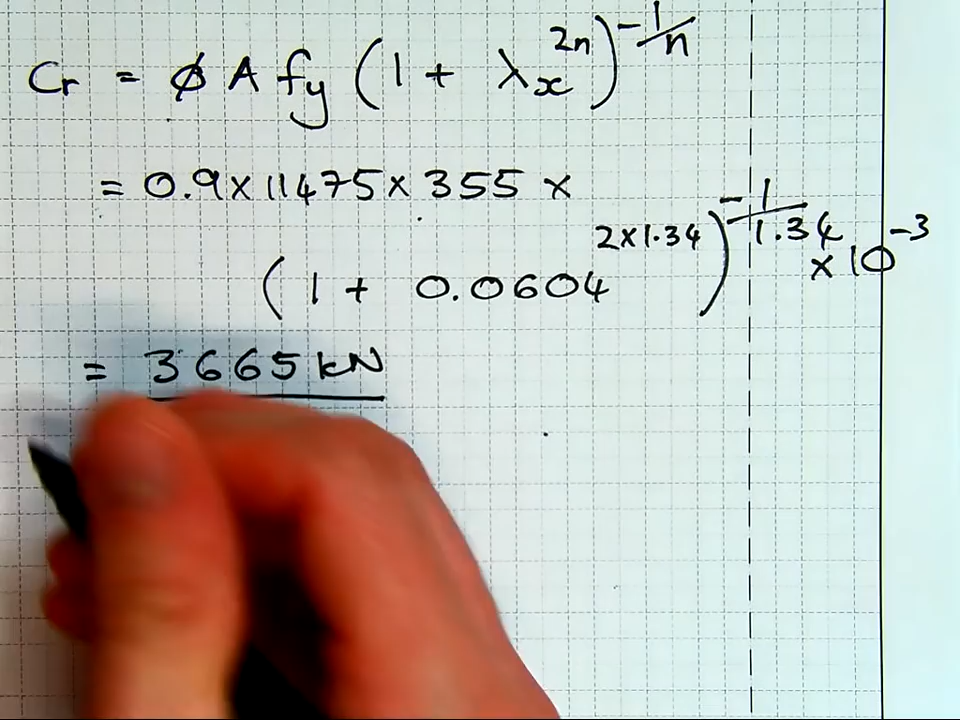 Cr = ϕ A fy (1 + λx^2n)^-1/n
= 0.9 x 11475 x 355 x
(1 + 0.0604^2x1.34)^-1/1.34 x 10^-3
= 3665 kN